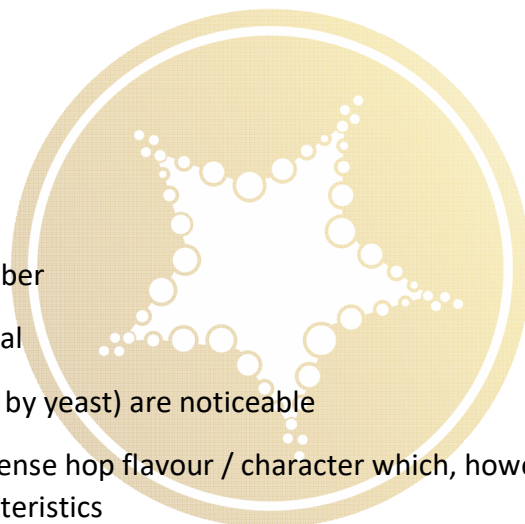 ber
al
by yeast) are noticeable
ense hop flavour / character which, howe
teristics